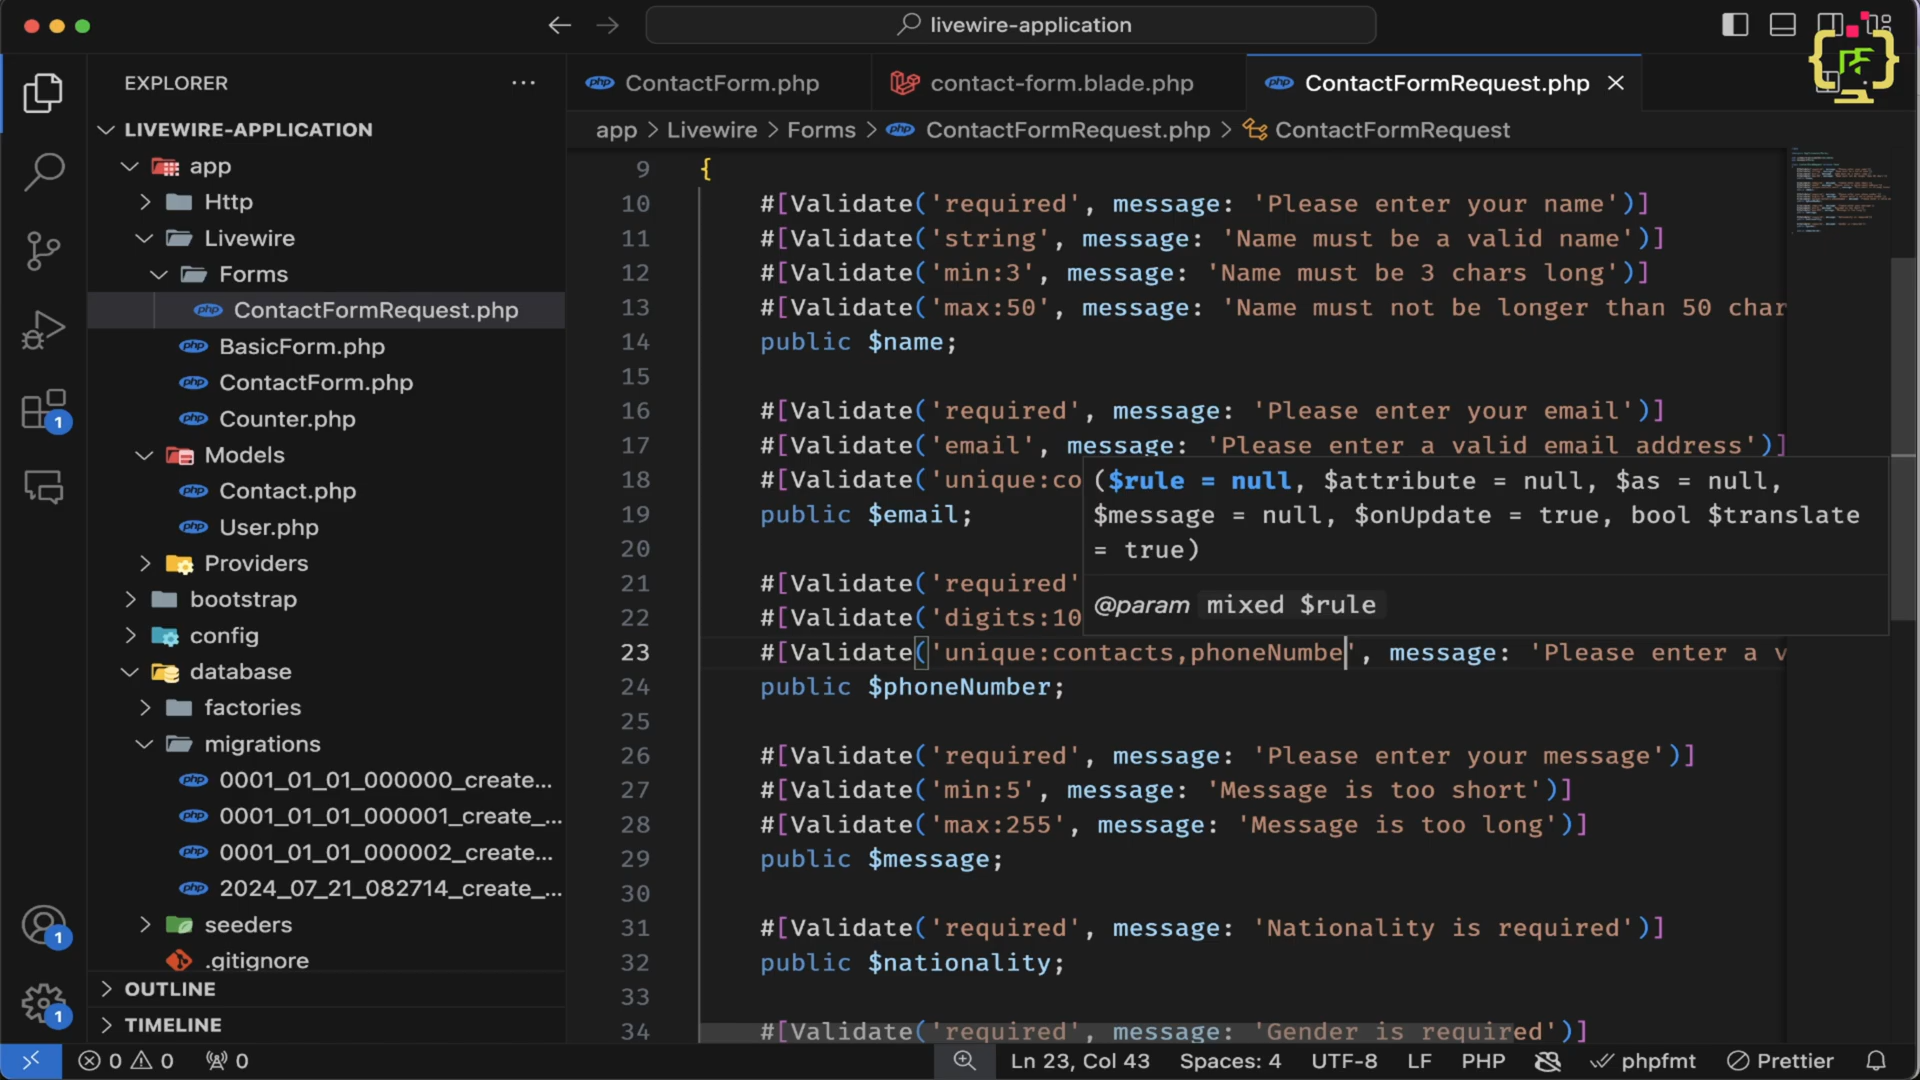 livewire-application
EXPLORER
LIVEWIRE-APPLICATION
app
Http
Livewire
Forms
ContactFormRequest.php
BasicForm.php
ContactForm.php
Counter.php
Models
Contact.php
User.php
Providers
bootstrap
config
database
factories
migrations
0001_01_01_000000_create...
0001_01_01_000001_create_...
0001_01_01_000002_create...
2024_07_21_082714_create_...
seeders
.gitignore
OUTLINE
TIMELINE
1
1
1
ContactForm.php
contact-form.blade.php
ContactFormRequest.php
app > Livewire > Forms > ContactFormRequest.php > ContactFormRequest
9 {
10 #[Validate('required', message: 'Please enter your name')]
11 #[Validate('string', message: 'Name must be a valid name')]
12 #[Validate('min:3', message: 'Name must be 3 chars long')]
13 #[Validate('max:50', message: 'Name must not be longer than 50 char
14 public $name;
15
16 #[Validate('required', message: 'Please enter your email')]
17 #[Validate('email', message: 'Please enter a valid email address')]
18 #[Validate('unique:co
19 public $email;
20
21 #[Validate('required'
22 #[Validate('digits:10
23 #[Validate('unique:contacts,phoneNumbe', message: 'Please enter a v
24 public $phoneNumber;
25
26 #[Validate('required', message: 'Please enter your message')]
27 #[Validate('min:5', message: 'Message is too short')]
28 #[Validate('max:255', message: 'Message is too long')]
29 public $message;
30
31 #[Validate('required', message: 'Nationality is required')]
32 public $nationality;
33
34 #[Validate('required', message: 'Gender is required')]
($rule = null, $attribute = null, $as = null,
$message = null, $onUpdate = true, bool $translate
= true)
@param mixed $rule
0 0 0
Ln 23, Col 43 Spaces: 4 UTF-8 LF PHP phpfmt Prettier